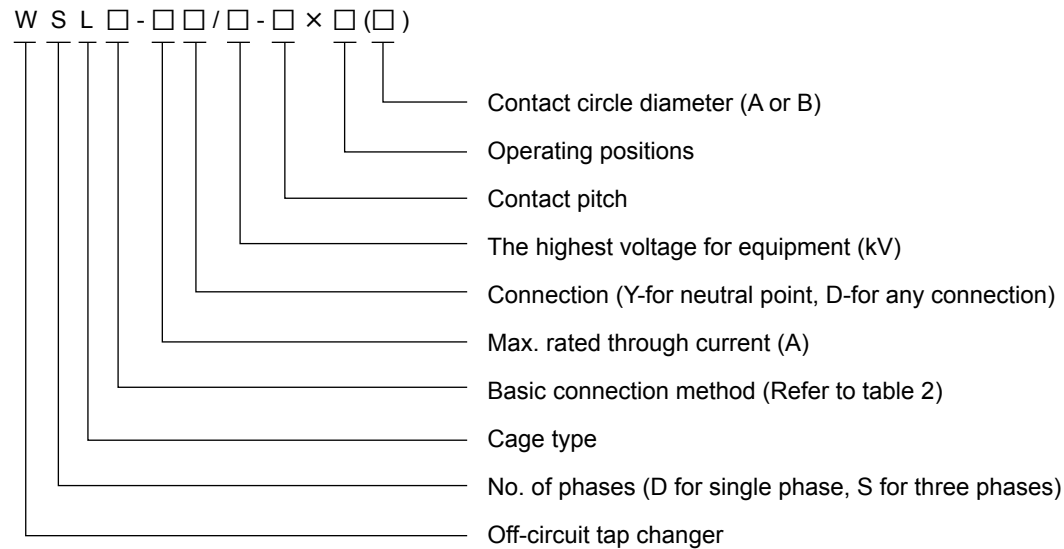 W S L □ - □ □ / □ - □ × □ (□)
Contact circle diameter (A or B)
Operating positions
Contact pitch
The highest voltage for equipment (kV)
Connection (Y-for neutral point, D-for any connection)
Max. rated through current (A)
Basic connection method (Refer to table 2)
Cage type
No. of phases (D for single phase, S for three phases)
Off-circuit tap changer